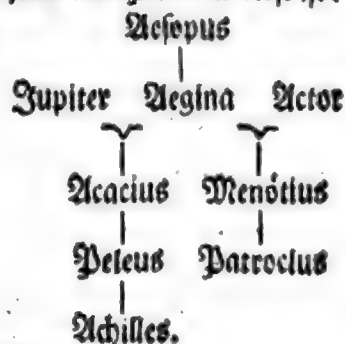 Aeſopus
Jupiter Aegina Actor
Acacius Menótius
Peleus Patroclus
Achilles.